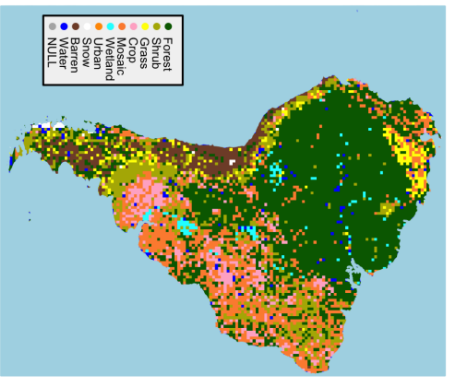 Forest
Shrub
Grass
Crop
Mosaic
Wetland
Urban
Snow
Barren
Water
NULL